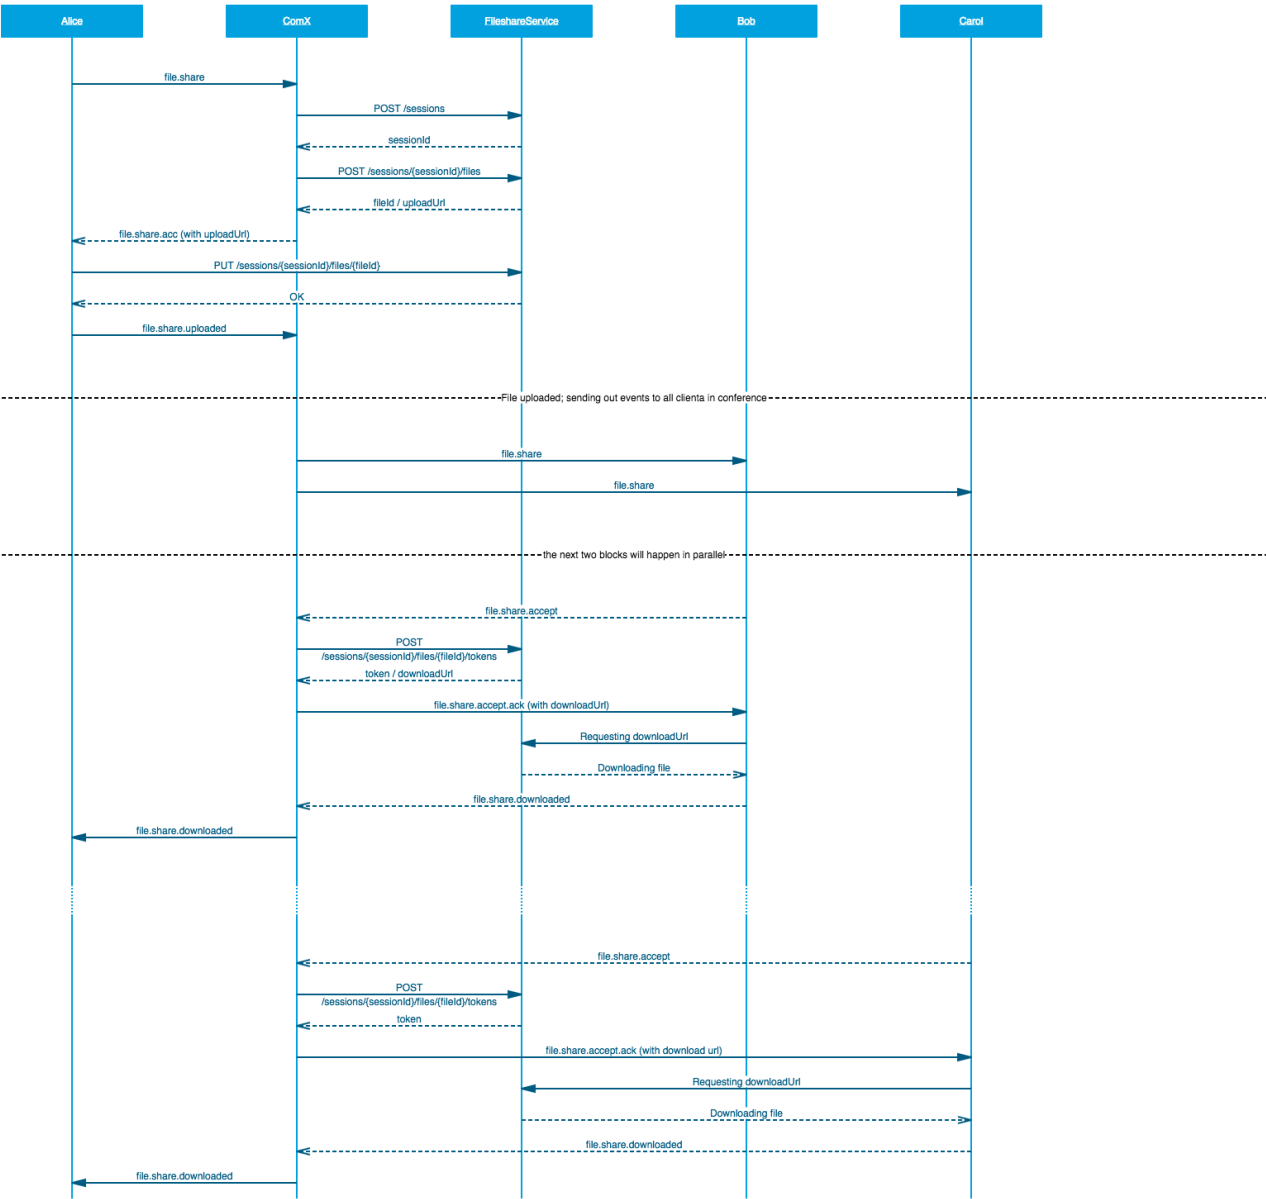 Alice ComX FileshareService Bob Carol
file.share
POST /sessions
sessionId
POST /sessions/{sessionId}/files
fileId / uploadUrl
file.share.acc (with uploadUrl)
PUT /sessions/{sessionId}/files/{fileId}
OK
file.share.uploaded
File uploaded; sending out events to all clienta in conference
file.share
file.share
the next two blocks will happen in parallel
file.share.accept
POST
/sessions/{sessionId}/files/{fileId}/tokens
token / downloadUrl
file.share.accept.ack (with downloadUrl)
Requesting downloadUrl
Downloading file
file.share.downloaded
file.share.downloaded
file.share.accept
POST
/sessions/{sessionId}/files/{fileId}/tokens
token
file.share.accept.ack (with download url)
Requesting downloadUrl
Downloading file
file.share.downloaded
file.share.downloaded